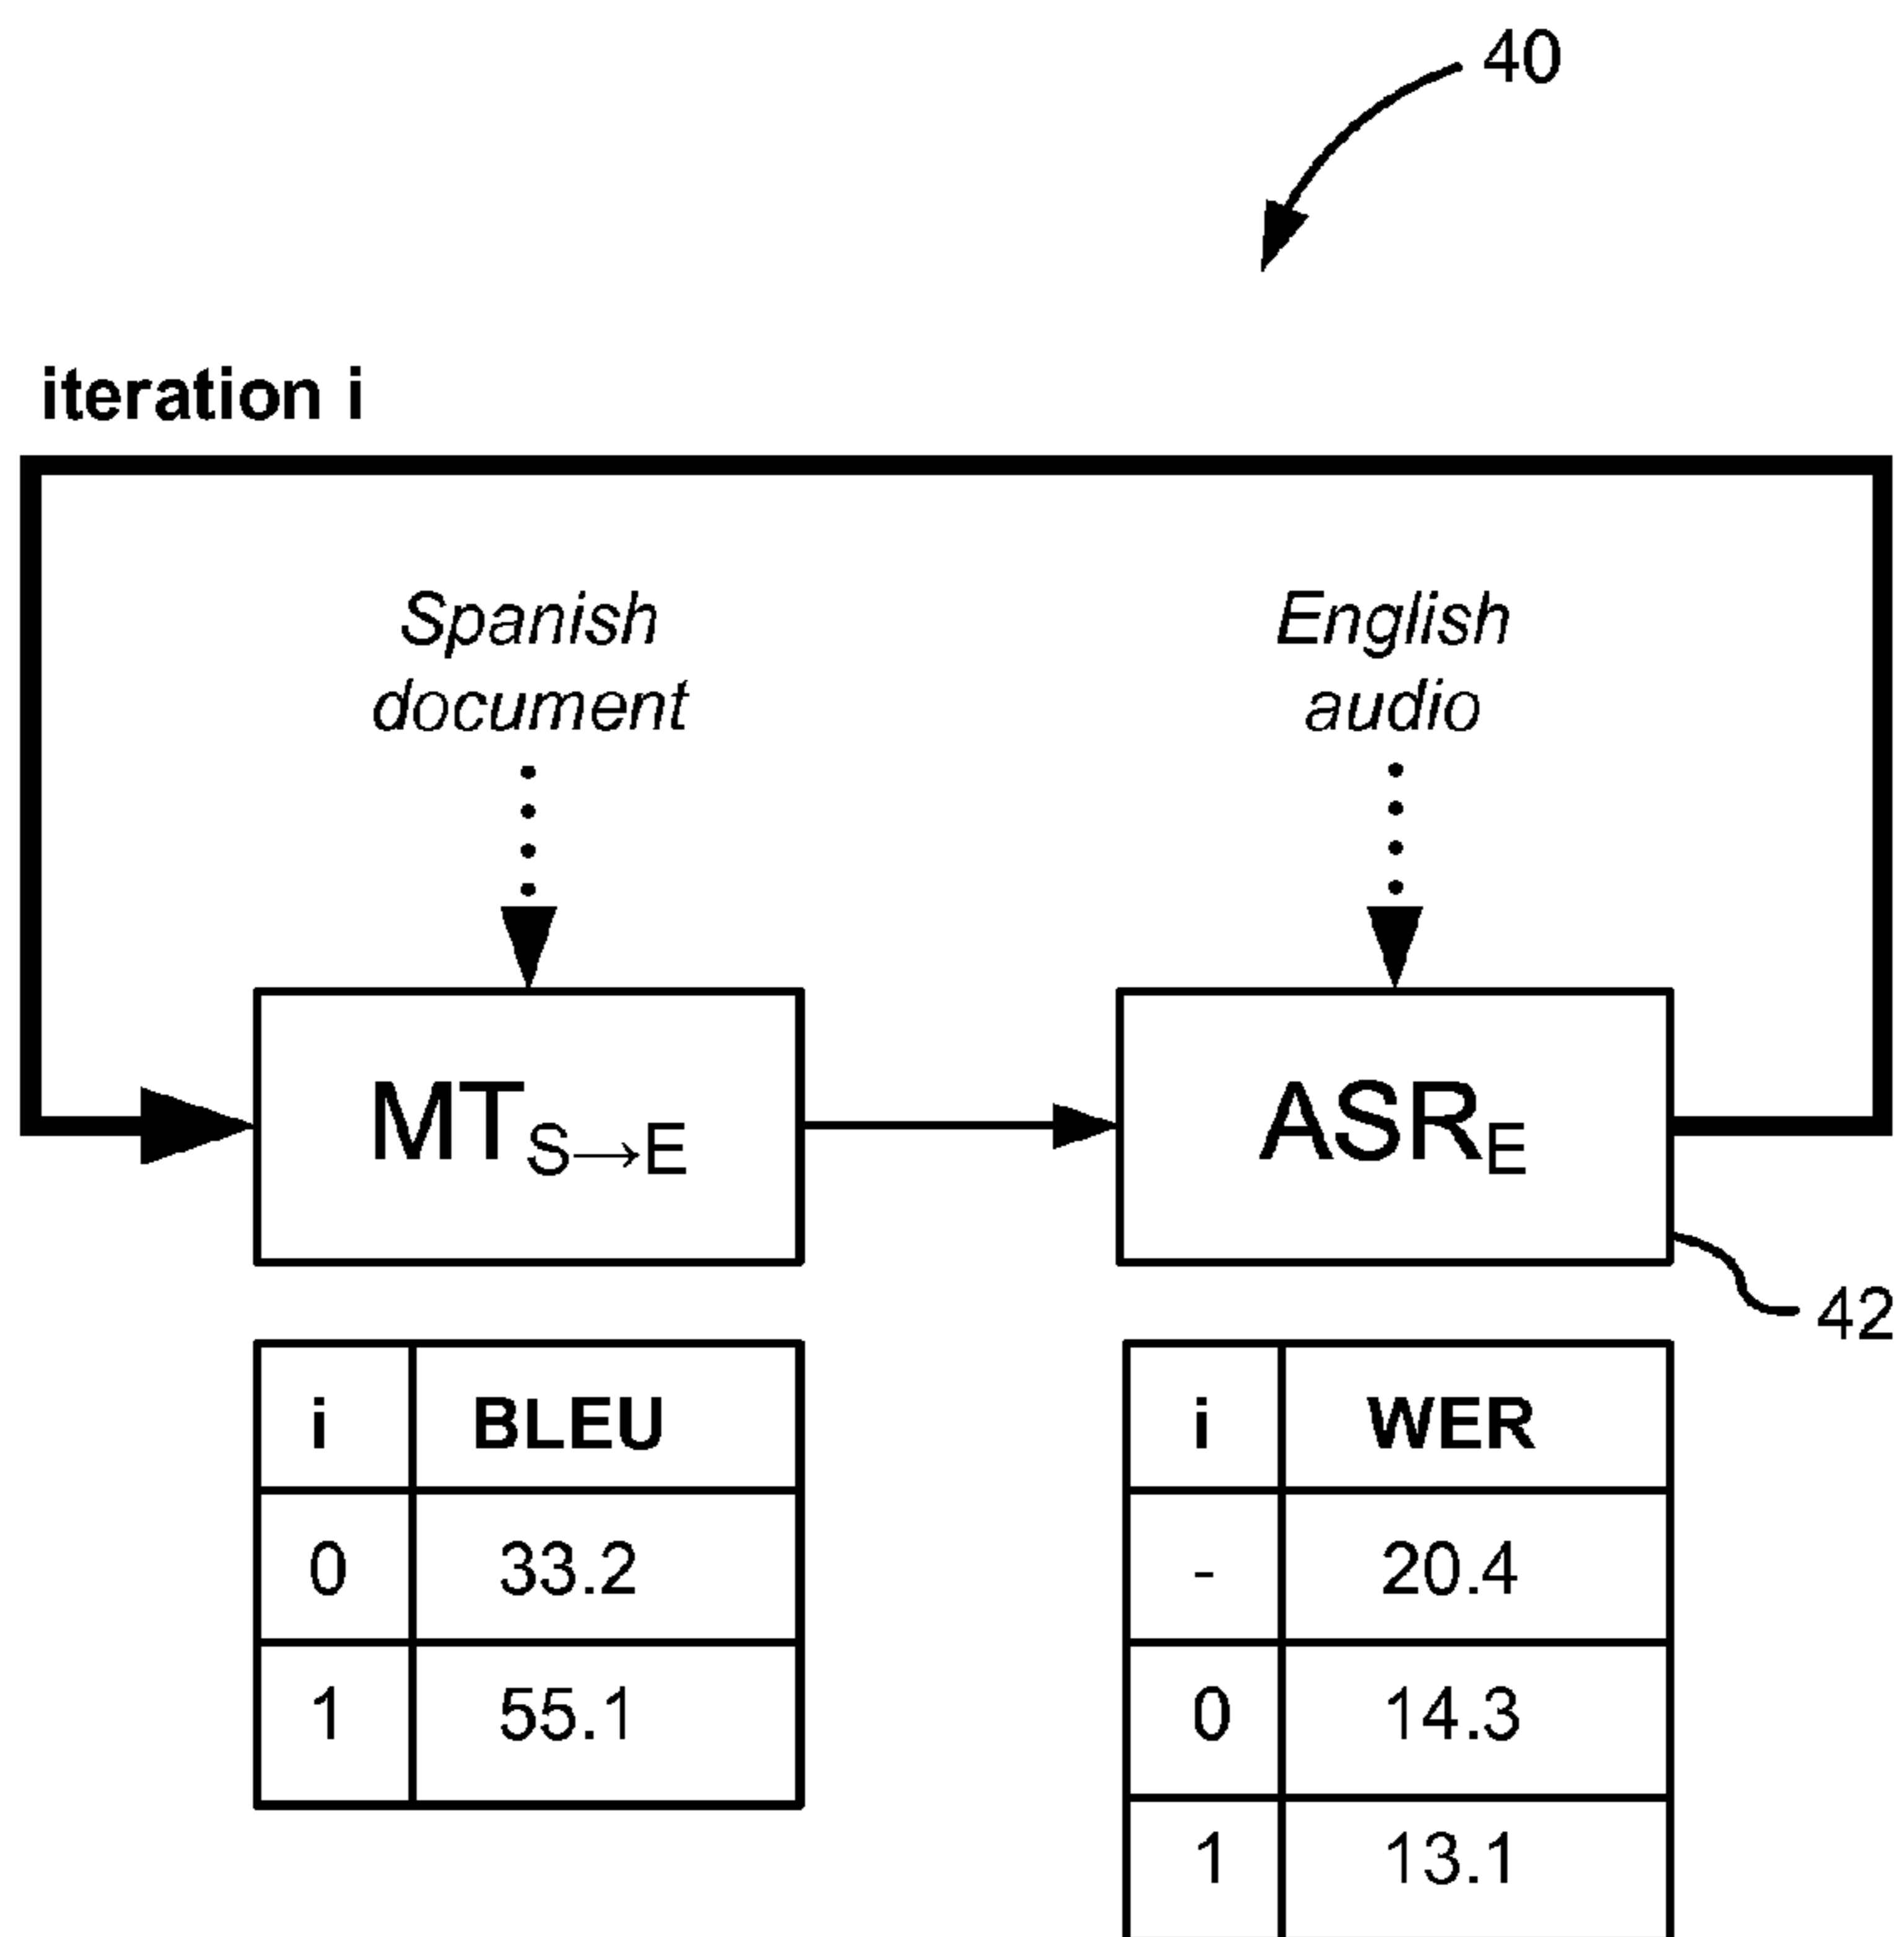 40
iteration i
Spanish
document
English
audio
MTS→E
ASRE
42
i BLEU
0 33.2
1 55.1
i WER
- 20.4
0 14.3
1 13.1